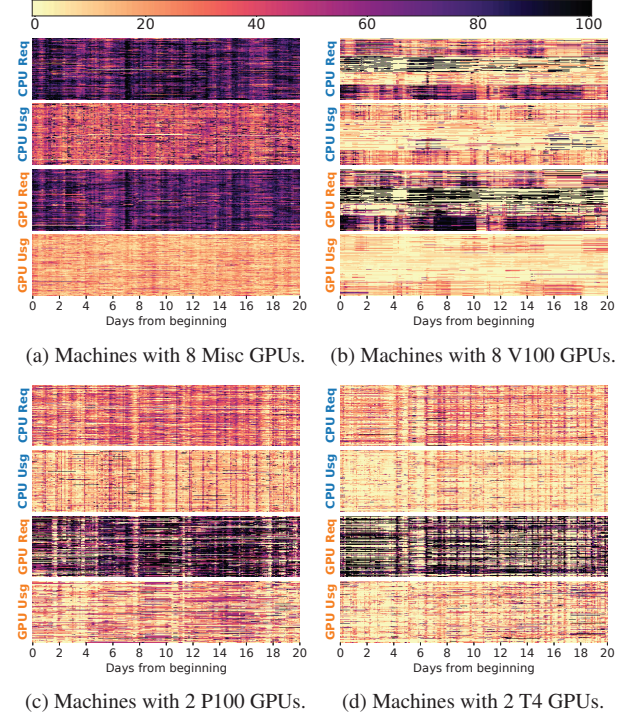 0 20 40 60 80 100
CPU Req
CPU Usg
GPU Req
GPU Usg
0 2 4 6 8 10 12 14 16 18 20
Days from beginning
(a) Machines with 8 Misc GPUs.
CPU Req
CPU Usg
GPU Req
GPU Usg
0 2 4 6 8 10 12 14 16 18 20
Days from beginning
(b) Machines with 8 V100 GPUs.
CPU Req
CPU Usg
GPU Req
GPU Usg
0 2 4 6 8 10 12 14 16 18 20
Days from beginning
(c) Machines with 2 P100 GPUs.
CPU Req
CPU Usg
GPU Req
GPU Usg
0 2 4 6 8 10 12 14 16 18 20
Days from beginning
(d) Machines with 2 T4 GPUs.